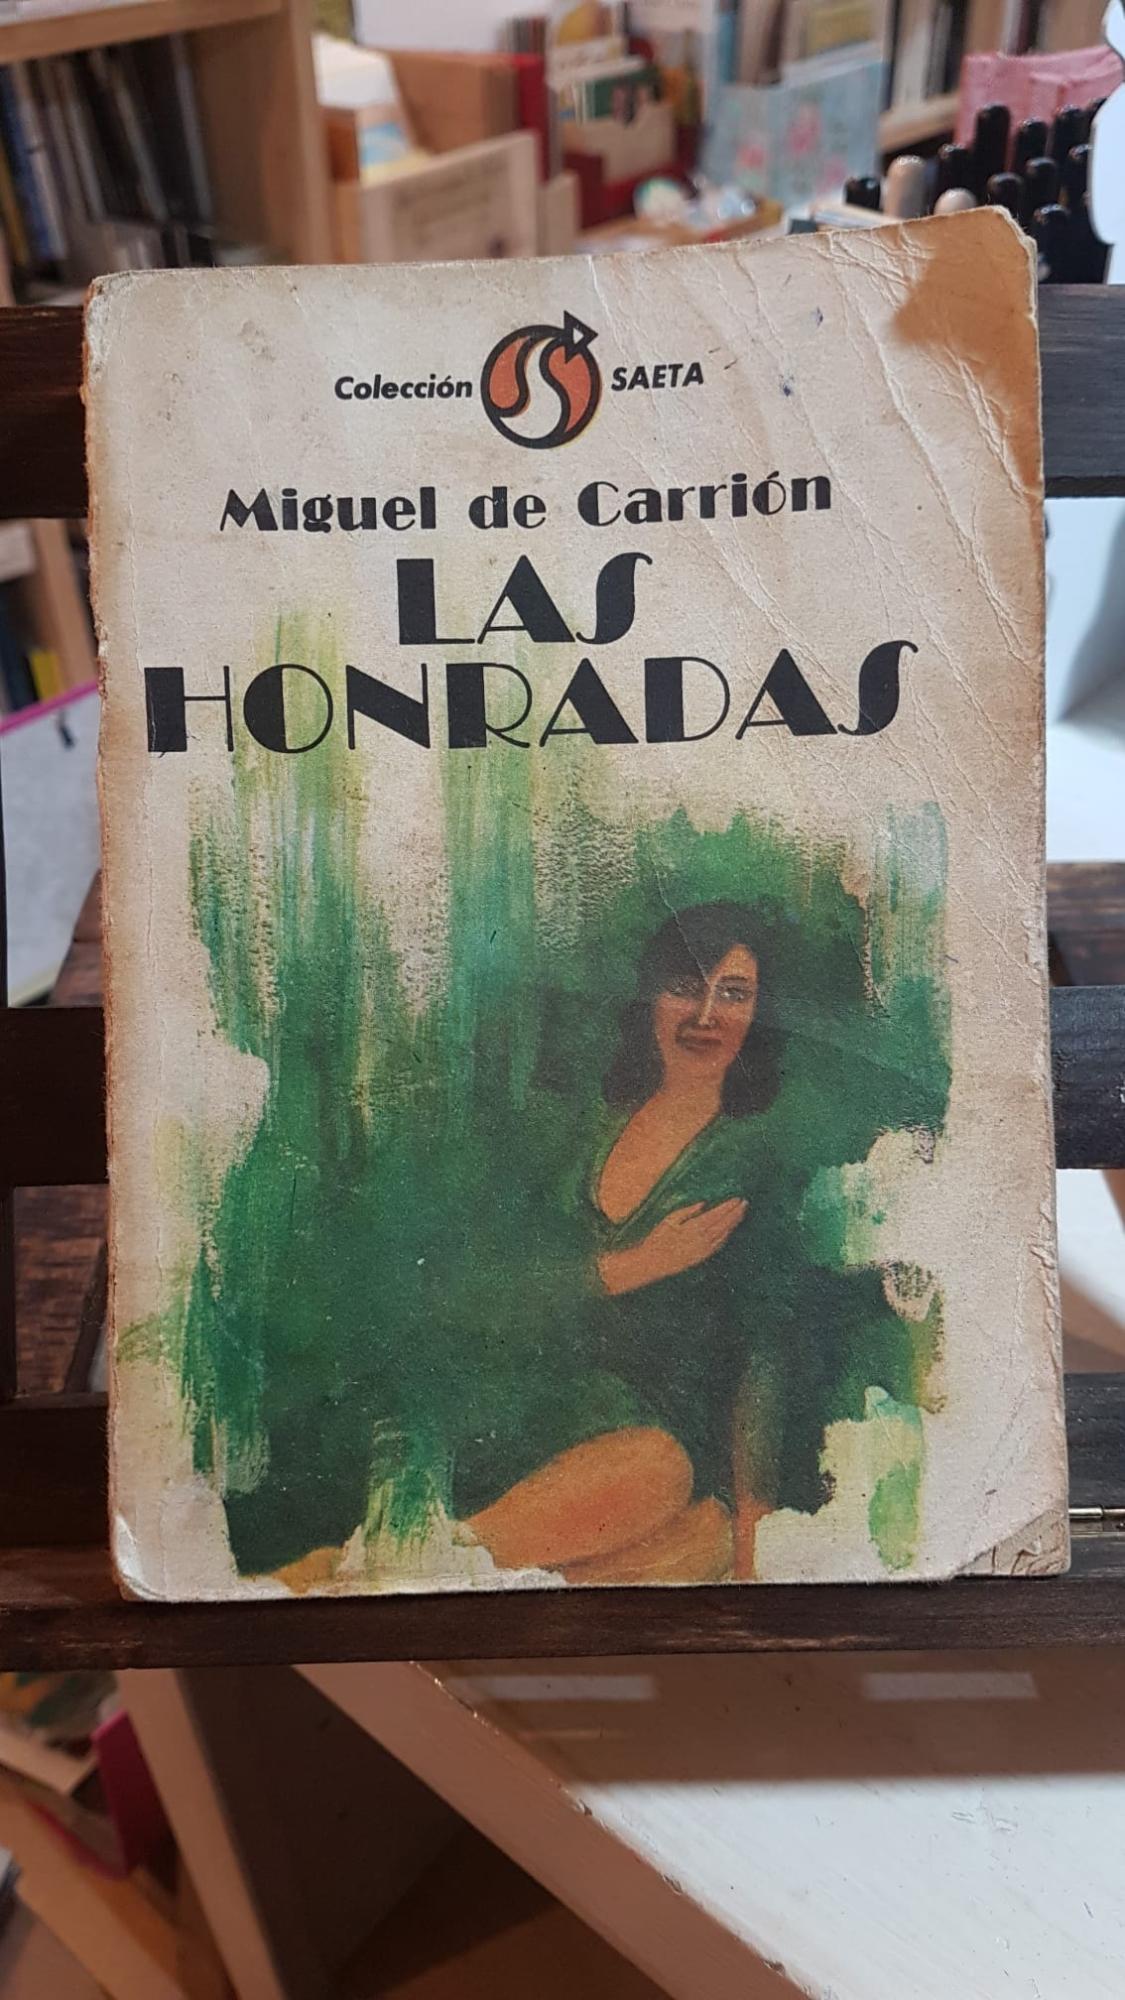 Colección SAETA
Miguel de Carrión
LAS
HONRADAS